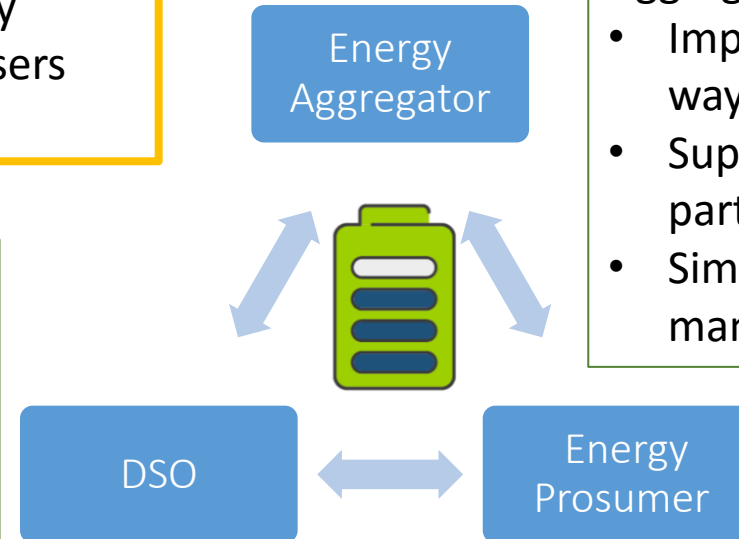 sers
Energy
Aggregator
• Imp
way
• Sup
part
• Sim
mar
DSO
Energy
Prosumer